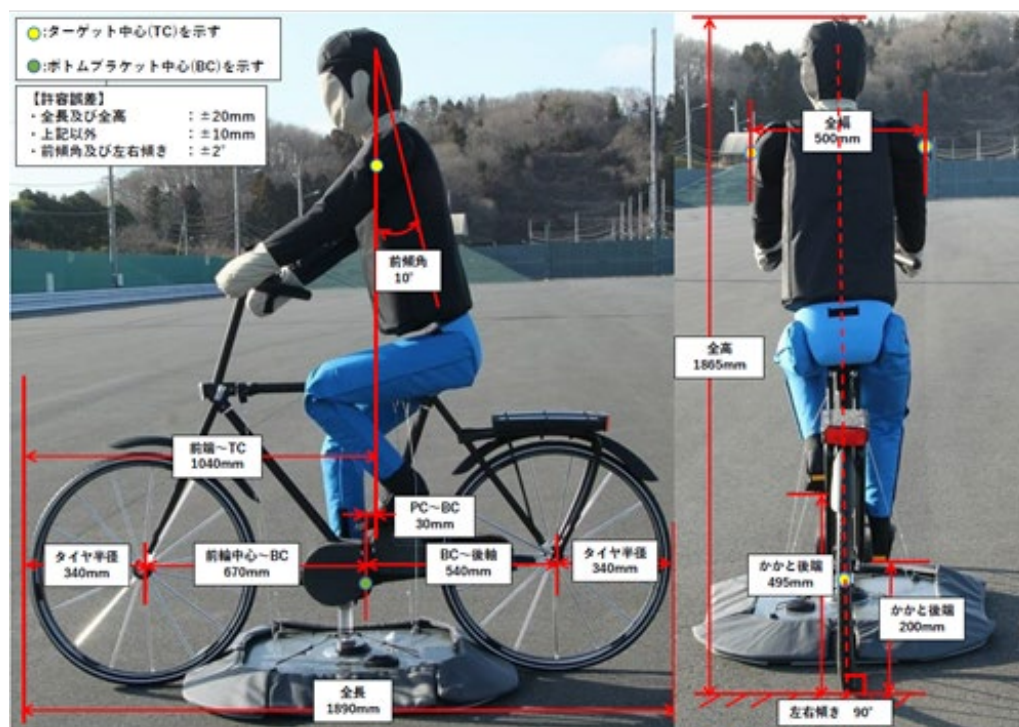 :ターゲット中心(TC)を示す
:ボトムブラケット中心(BC)を示す
【許容誤差】
・全長及び全高 :±20mm
・上記以外 :±10mm
・前傾角及び左右傾き :±2°
前傾角
10°
前端～TC
1040mm
PC～BC
30mm
タイヤ半径
340mm
前輪中心～BC
670mm
BC～後軸
540mm
タイヤ半径
340mm
全長
1890mm
全幅
500mm
全高
1865mm
かかと後端
495mm
かかと後端
200mm
左右傾き 90°